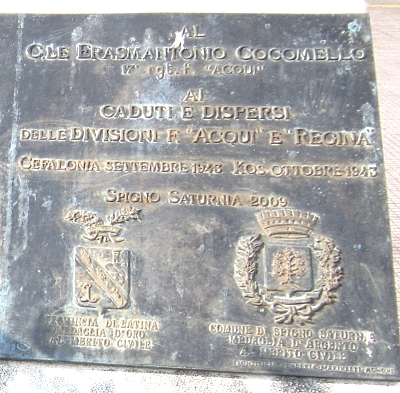 AL
C.LE ERASMANTONIO COCOMELLO
17° rgt. f. "ACQUI"
AI
CADUTI E DISPERSI
DELLE DIVISIONI F. "ACQUI" E "REGINA"
CEFALONIA SETTEMBRE 1943 KOS OTTOBRE 1943
SPIGNO SATURNIA 2009
PROVINCIA DI LATINA
MEDAGLIA D'ORO
AL MERITO CIVILE
COMUNE DI SPIGNO SATURNIA
MEDAGLIA D'ARGENTO
AL MERITO CIVILE